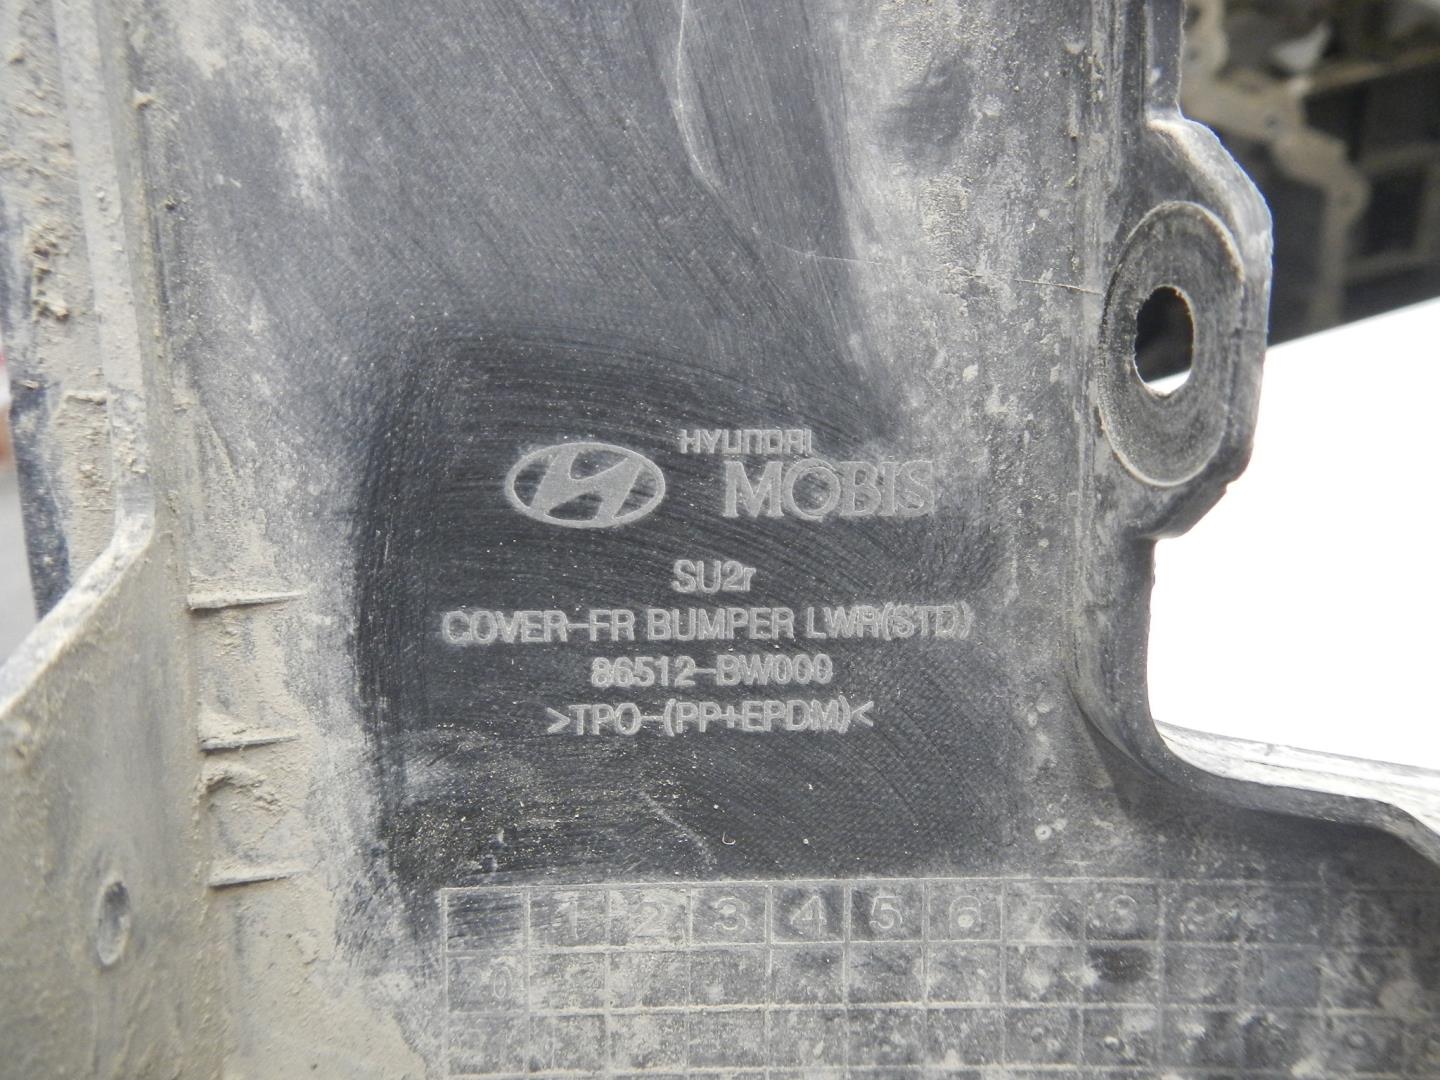 HYUNDAI
MOBIS
SU2r
COVER-FR BUMPER LWR(STD)
86512-BW000
>TPO-(PP+EPDM)<
1 2 3 4 5 6 7 8 9